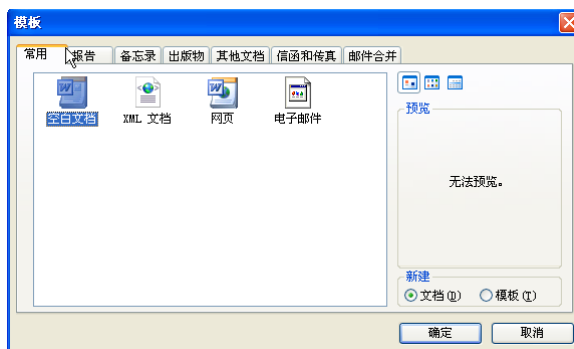 模板
常用 报告 备忘录 出版物 其他文档 信函和传真 邮件合并
空白文档 XML 文档 网页 电子邮件
预览
无法预览。
新建
文档(D) 模板(T)
确定 取消